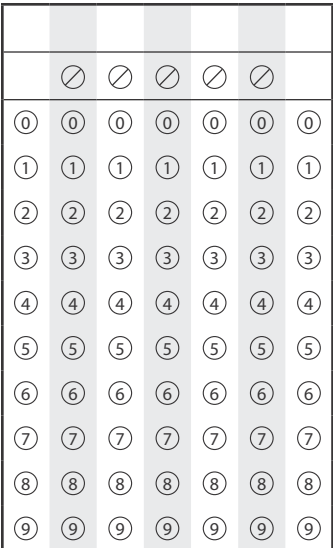 / / / / /
0 0 0 0 0 0 0
1 1 1 1 1 1 1
2 2 2 2 2 2 2
3 3 3 3 3 3 3
4 4 4 4 4 4 4
5 5 5 5 5 5 5
6 6 6 6 6 6 6
7 7 7 7 7 7 7
8 8 8 8 8 8 8
9 9 9 9 9 9 9